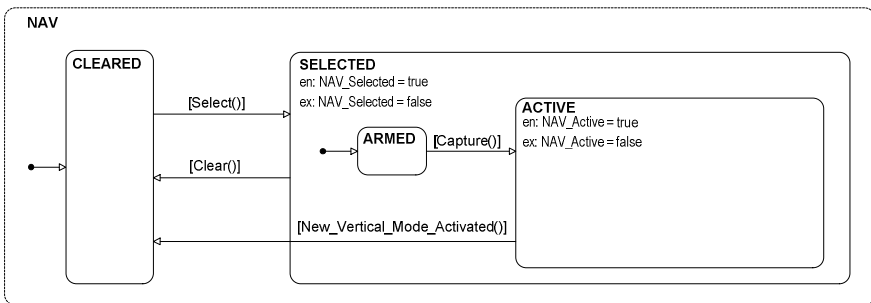 NAV
CLEARED
SELECTED
en: NAV_Selected = true
ex: NAV_Selected = false
[Select()]
ACTIVE
en: NAV_Active = true
ex: NAV_Active = false
ARMED
[Capture()]
[Clear()]
[New_Vertical_Mode_Activated()]